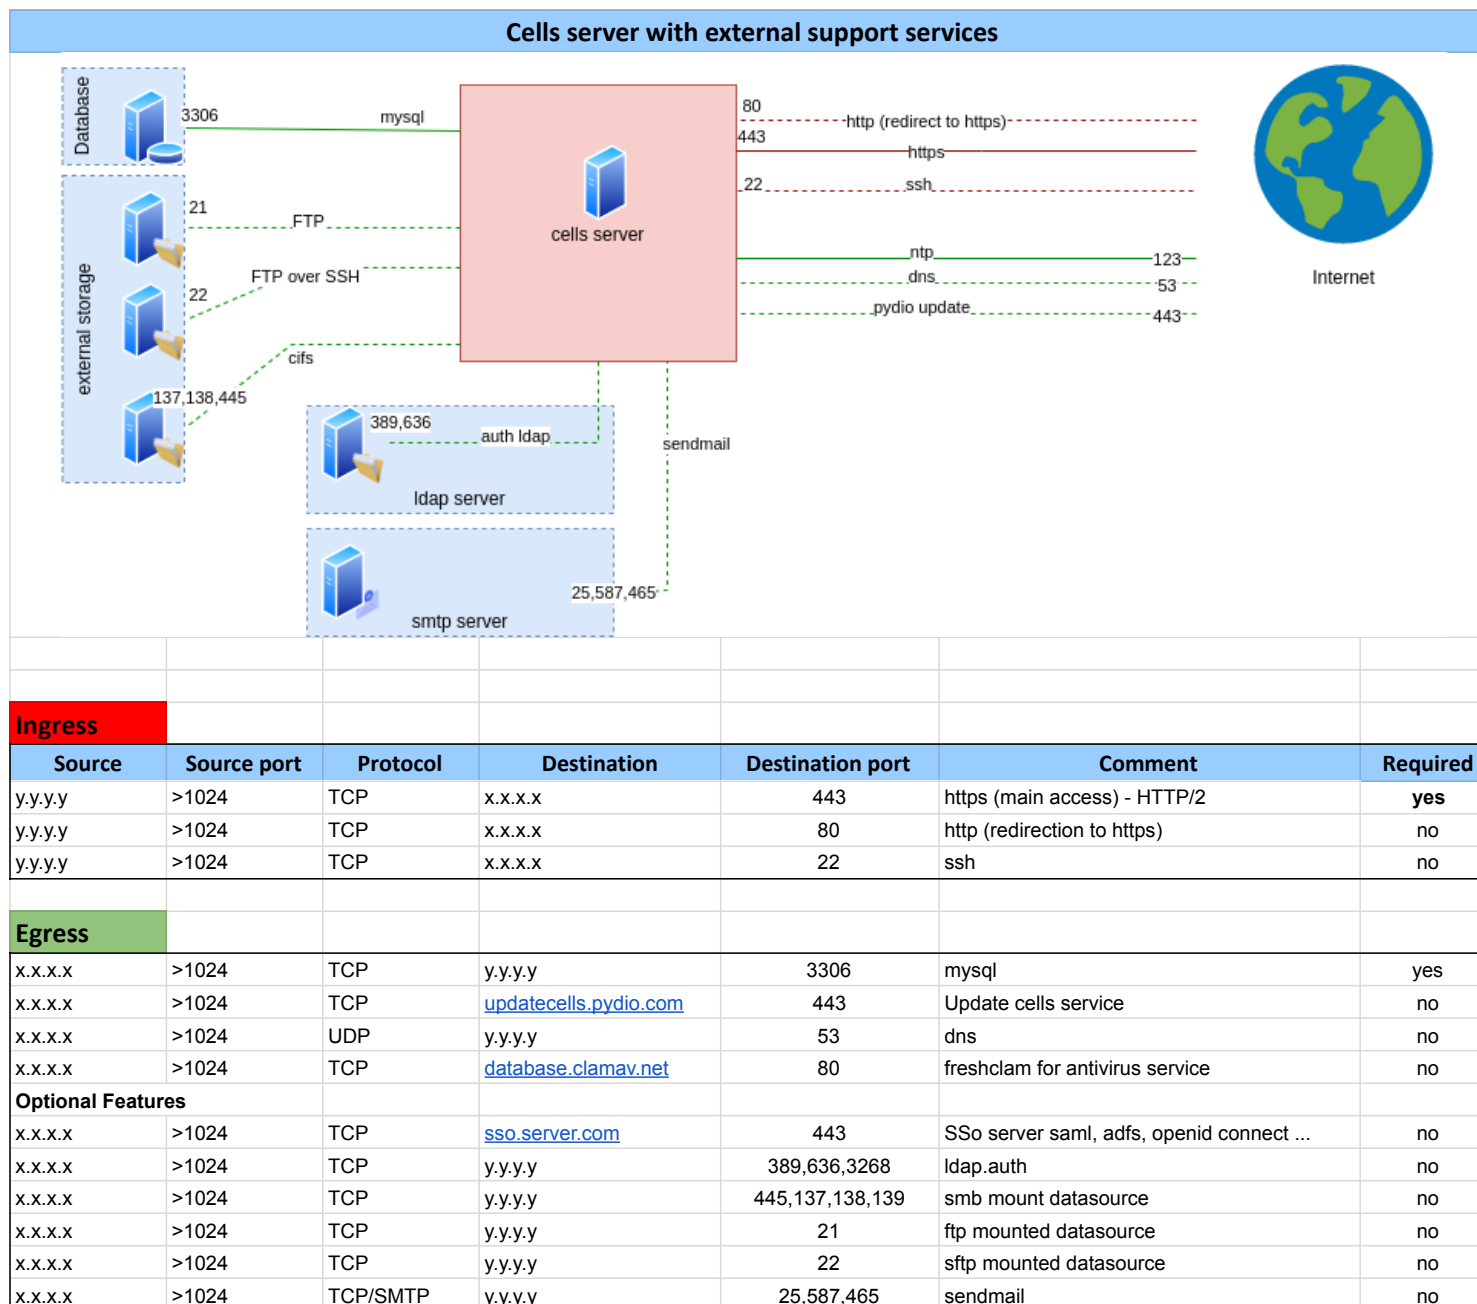 Cells server with external support services
Database
3306
mysql
80
http (redirect to https)
443
https
22
ssh
cells server
21
FTP
FTP over SSH
22
external storage
cifs
137,138,445
ntp
123
dns
53
pydio update
443
Internet
389,636
auth ldap
ldap server
sendmail
25,587,465
smtp server
Ingress
Source Source port Protocol Destination Destination port Comment Required
y.y.y.y >1024 TCP x.x.x.x 443 https (main access) - HTTP/2 yes
y.y.y.y >1024 TCP x.x.x.x 80 http (redirection to https) no
y.y.y.y >1024 TCP x.x.x.x 22 ssh no
Egress
x.x.x.x >1024 TCP y.y.y.y 3306 mysql yes
x.x.x.x >1024 TCP updatecells.pydio.com 443 Update cells service no
x.x.x.x >1024 UDP y.y.y.y 53 dns no
x.x.x.x >1024 TCP database.clamav.net 80 freshclam for antivirus service no
Optional Features
x.x.x.x >1024 TCP sso.server.com 443 SSo server saml, adfs, openid connect ... no
x.x.x.x >1024 TCP y.y.y.y 389,636,3268 ldap.auth no
x.x.x.x >1024 TCP y.y.y.y 445,137,138,139 smb mount datasource no
x.x.x.x >1024 TCP y.y.y.y 21 ftp mounted datasource no
x.x.x.x >1024 TCP y.y.y.y 22 sftp mounted datasource no
x.x.x.x >1024 TCP/SMTP y.y.y.y 25,587,465 sendmail no